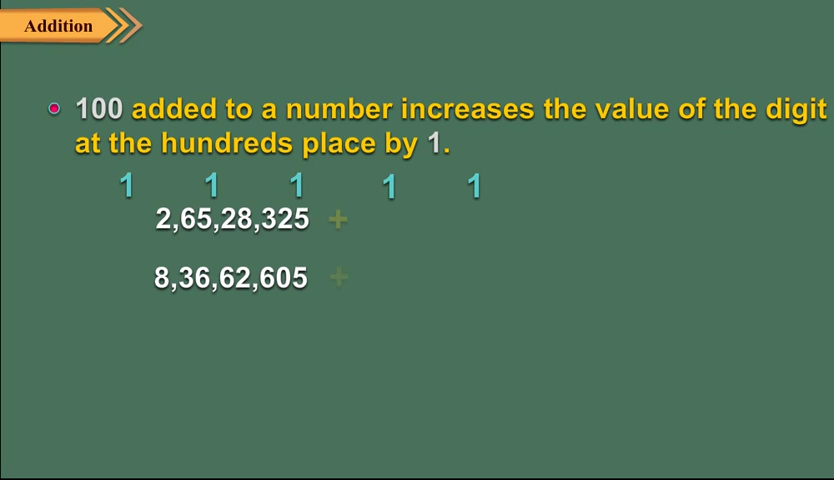 Addition
100 added to a number increases the value of the digit
at the hundreds place by 1.
1 1 1 1 1
2,65,28,325 +
8,36,62,605 +